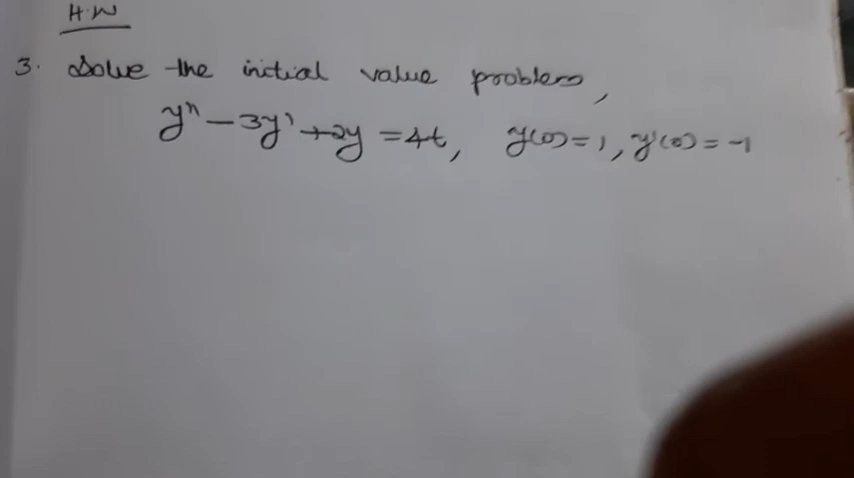 H.W
3. Solve the initial value problem,
y" - 3y' + 2y = 4t, y(0) = 1, y'(0) = -1